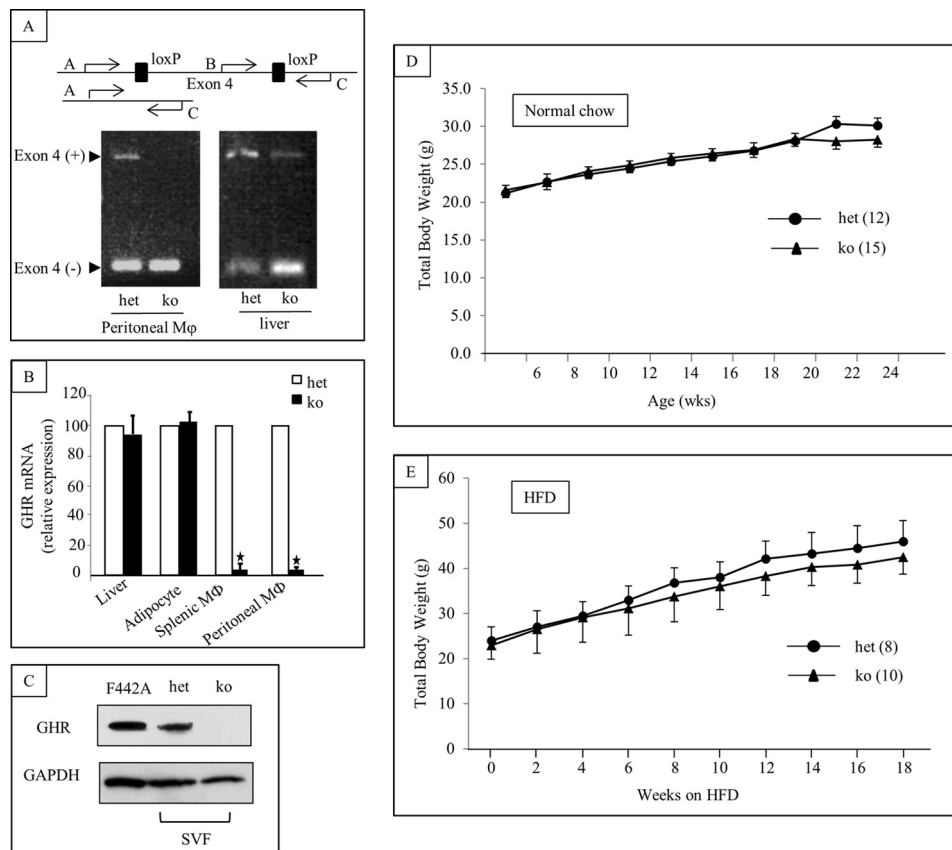 A
A
loxP
B
loxP
Exon 4
C
A
C
Exon 4 (+)
Exon 4 (-)
het ko het ko
Peritoneal Mφ liver
B
het
ko
GHR mRNA
(relative expression)
120
100
80
60
40
20
0
Liver
Adipocyte
Splenic MΦ
Peritoneal MΦ
C
F442A het ko
GHR
GAPDH
SVF
D
Normal chow
Total Body Weight (g)
30.0
25.0
20.0
15.0
10.0
5.0
0.0
het (12)
ko (15)
6 8 10 11 13 14 16 18 20 22 24
Age (wks)
E
HFD
Total Body Weight (g)
60
50
40
30
20
10
0
het (8)
ko (10)
0 2 4 6 8 10 12 14 16 18
Weeks on HFD